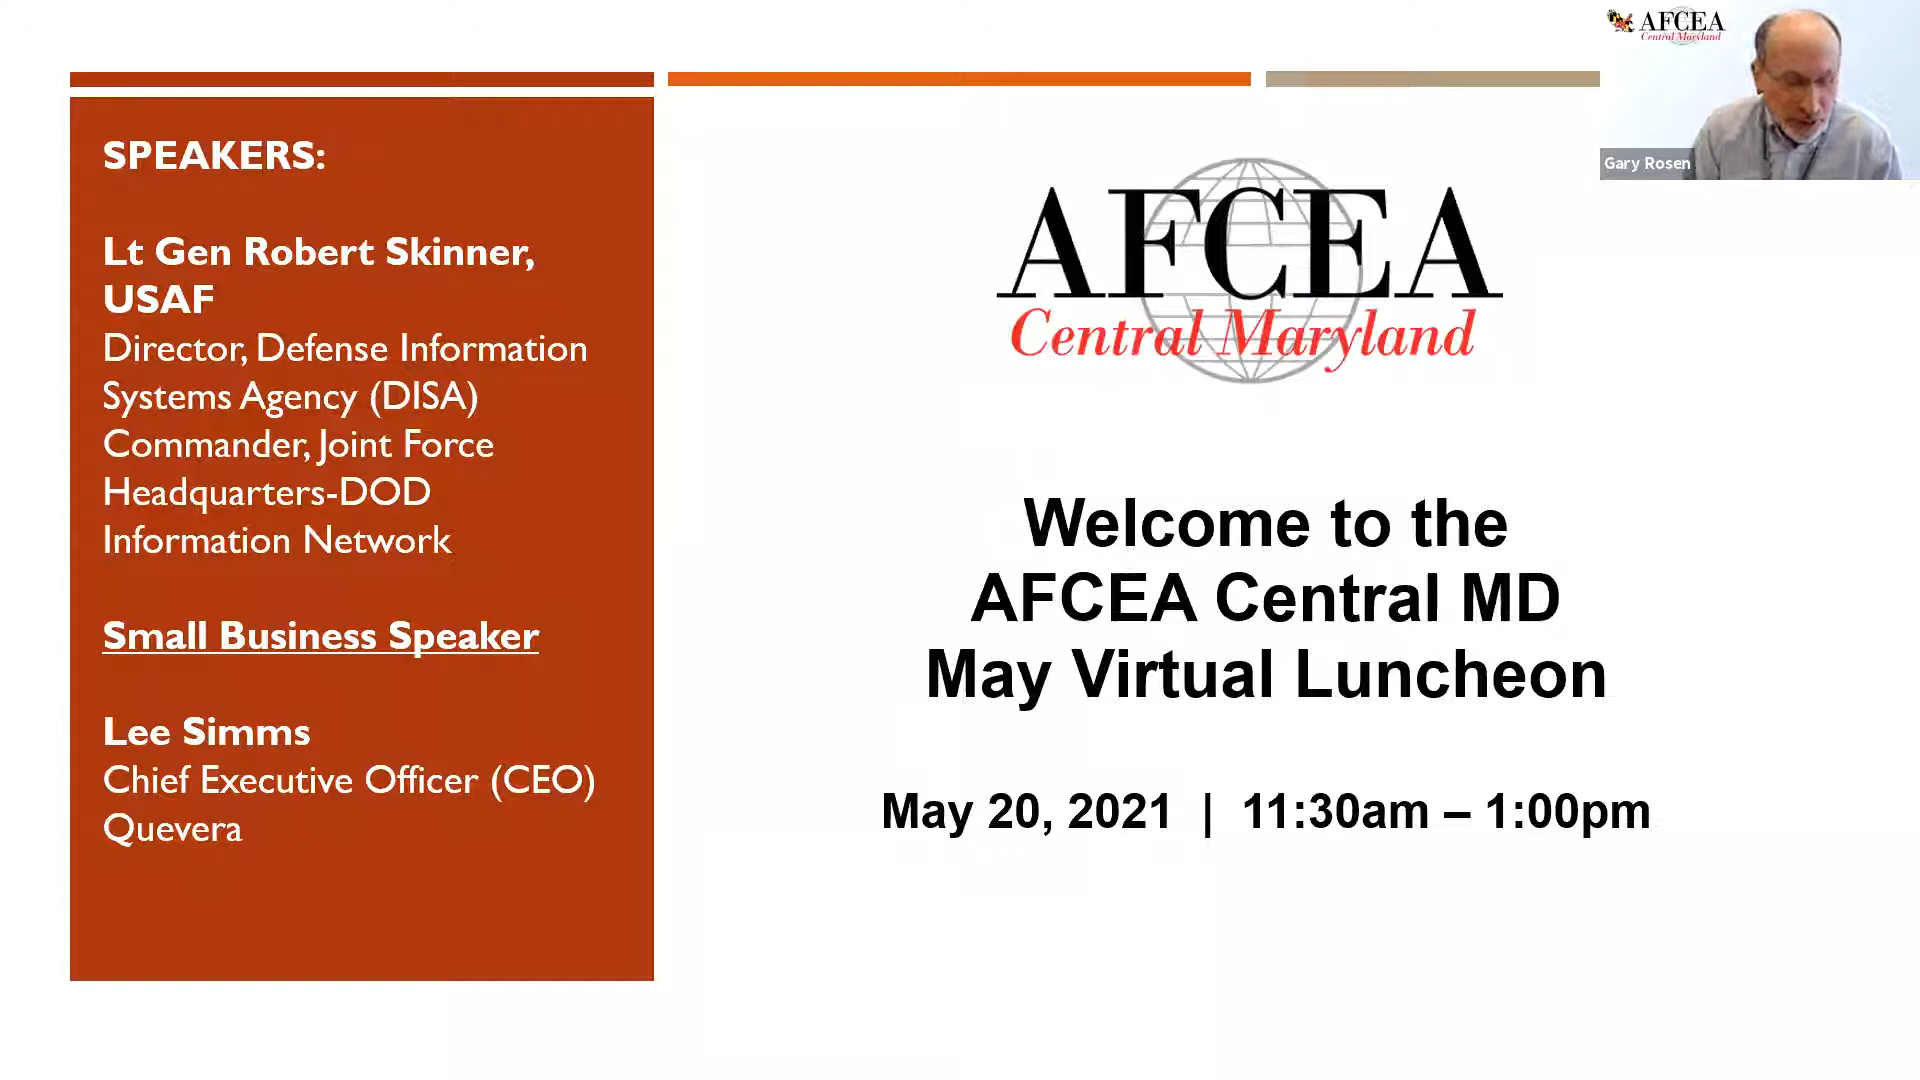 SPEAKERS:
Lt Gen Robert Skinner,
USAF
Director, Defense Information
Systems Agency (DISA)
Commander, Joint Force
Headquarters-DOD
Information Network
Small Business Speaker
Lee Simms
Chief Executive Officer (CEO)
Quevera
AFCEA
Central Maryland
Welcome to the
AFCEA Central MD
May Virtual Luncheon
May 20, 2021 | 11:30am – 1:00pm
AFCEA
Central Maryland
Gary Rosen